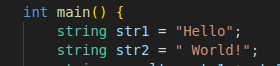 int main() {
string str1 = "Hello";
string str2 = " World!";